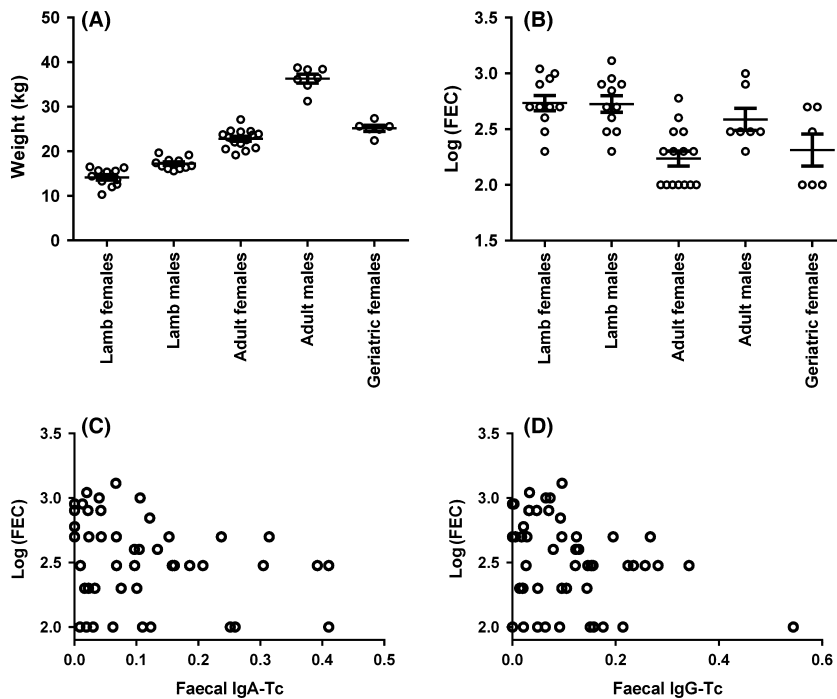 (A)
Weight (kg)
50
40
30
20
10
0
Lamb females
Lamb males
Adult females
Adult males
Geriatric females
(B)
Log (FEC)
3.5
3.0
2.5
2.0
1.5
Lamb females
Lamb males
Adult females
Adult males
Geriatric females
(C)
Log (FEC)
3.5
3.0
2.5
2.0
0.0 0.1 0.2 0.3 0.4 0.5
Faecal IgA-Tc
(D)
Log (FEC)
3.5
3.0
2.5
2.0
0.0 0.2 0.4 0.6
Faecal IgG-Tc